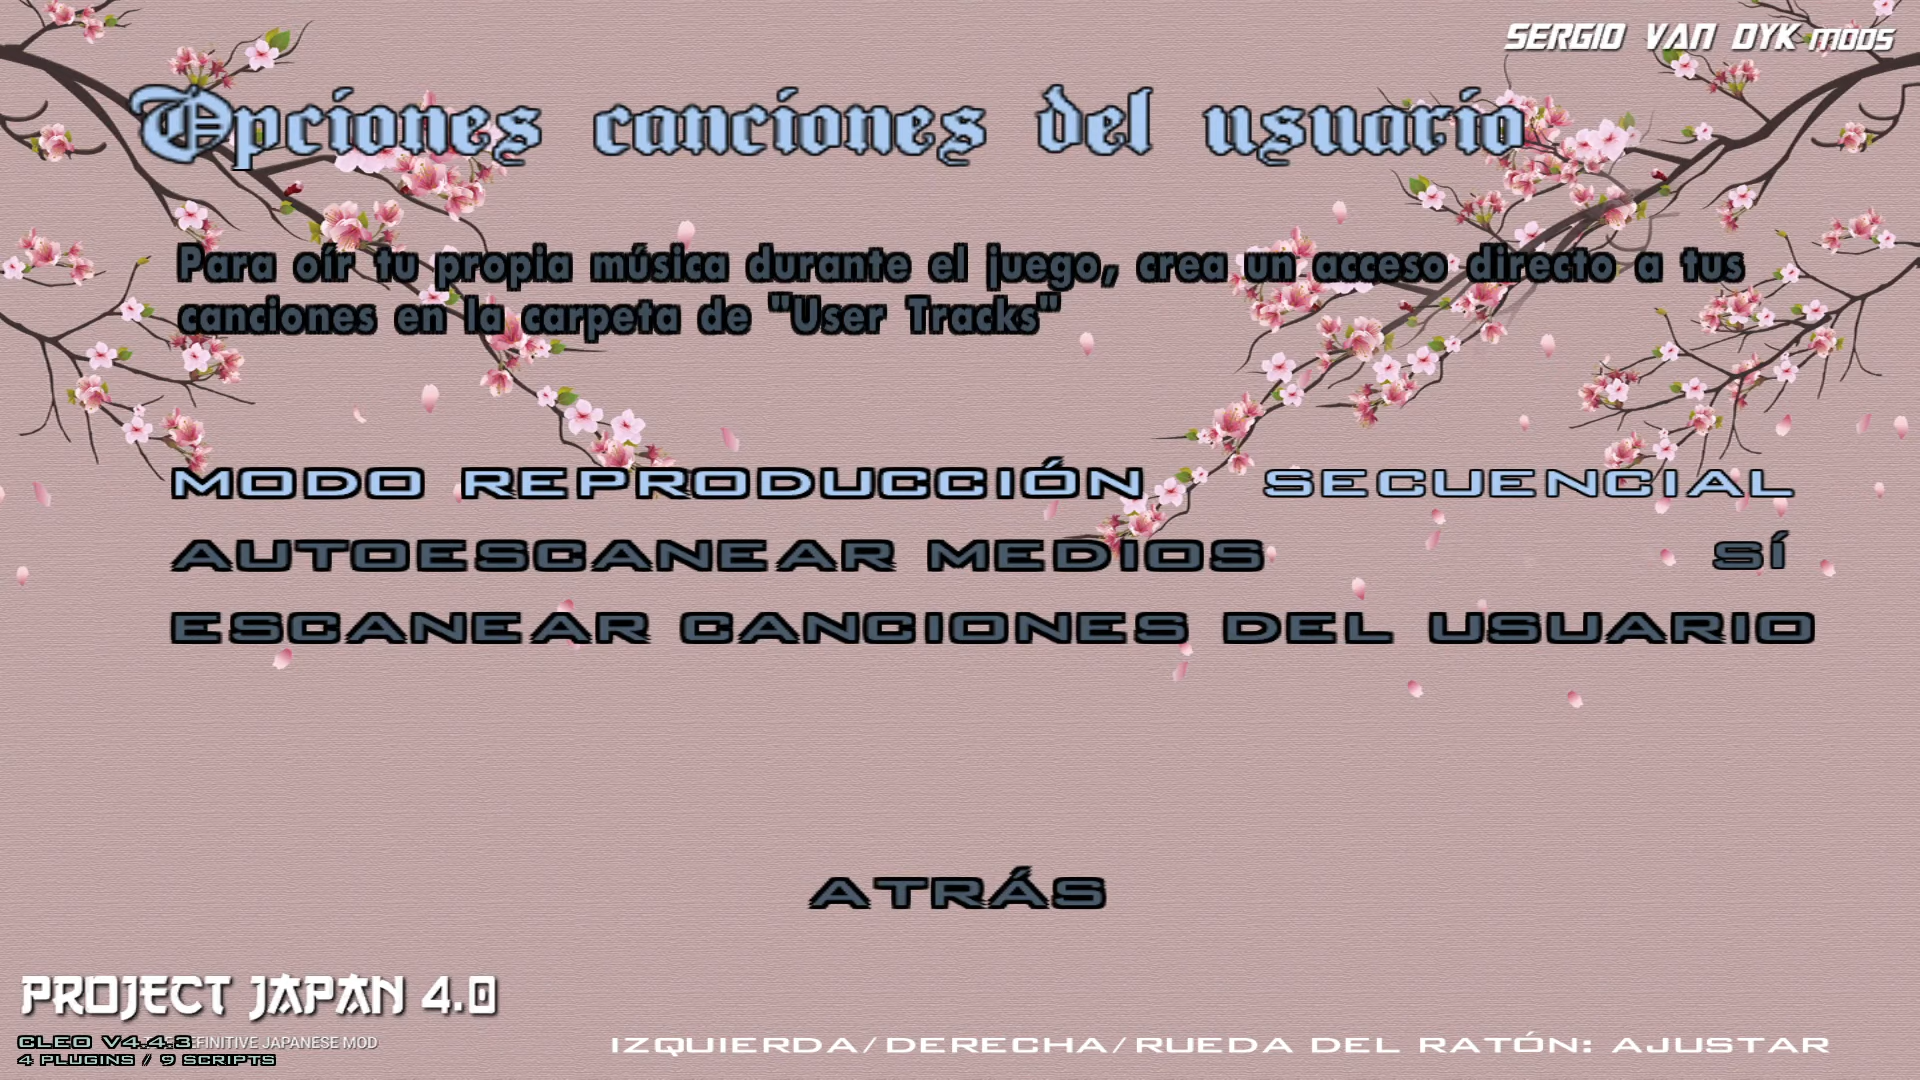 SERGIO VAN DYK MODS
Opciones canciones del usuario
Para oír tu propia música durante el juego, crea un acceso directo a tus
canciones en la carpeta de "User Tracks"
MODO REPRODUCCIÓN SECUENCIAL
AUTOESCANEAR MEDIOS SÍ
ESCANEAR CANCIONES DEL USUARIO
ATRÁS
PROJECT JAPAN 4.0
CLEO V4.4.3
JAPANESE MOD
4 PLUGINS / 9 SCRIPTS
IZQUIERDA/DERECHA/RUEDA DEL RATÓN: AJUSTAR